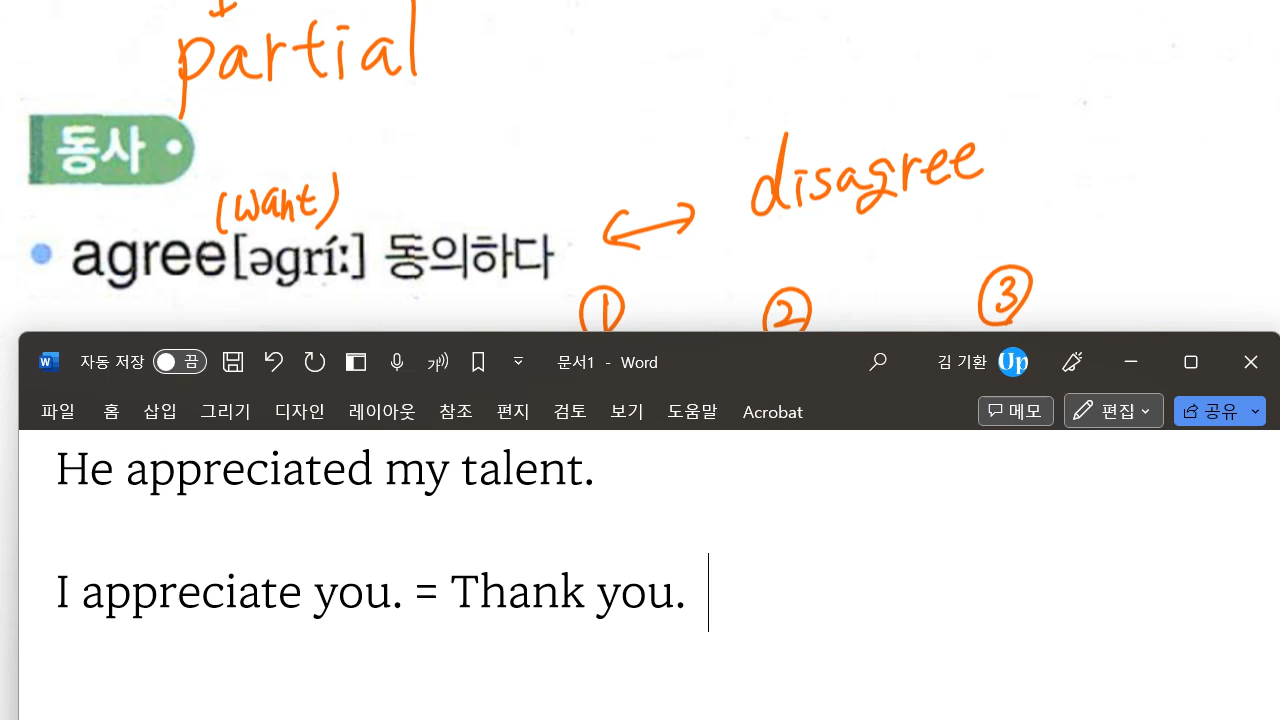 partial
동사
(want)
disagree
agree[əgríː] 동의하다
① ② ③
자동 저장 끔 가 문서1 - Word 김 기환 Up
파일 홈 삽입 그리기 디자인 레이아웃 참조 편지 검토 보기 도움말 Acrobat 메모 편집 공유
He appreciated my talent.
I appreciate you. = Thank you.